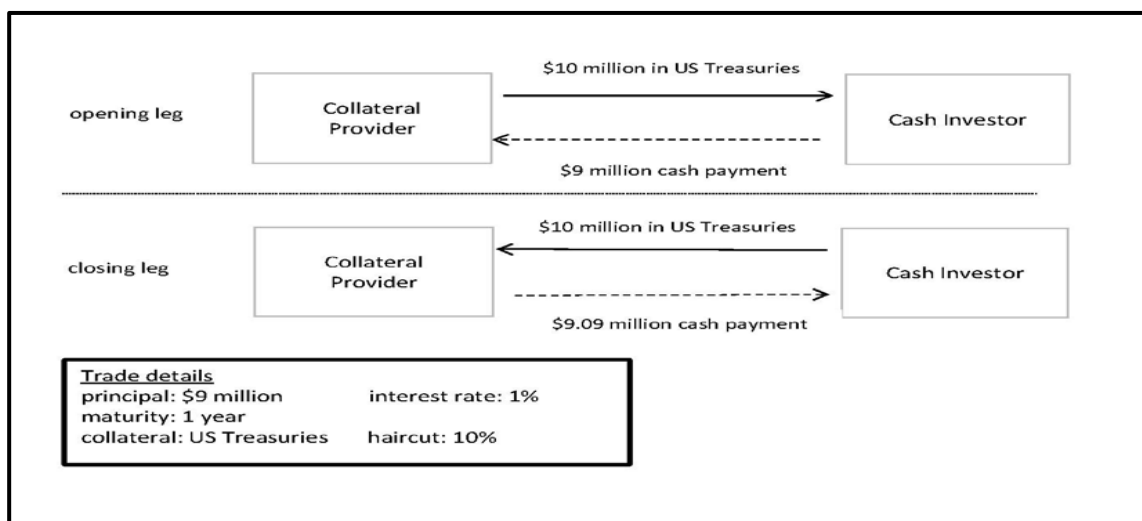 $10 million in US Treasuries
opening leg
Collateral
Provider
Cash Investor
$9 million cash payment
$10 million in US Treasuries
closing leg
Collateral
Provider
Cash Investor
$9.09 million cash payment
Trade details
principal: $9 million interest rate: 1%
maturity: 1 year
collateral: US Treasuries haircut: 10%